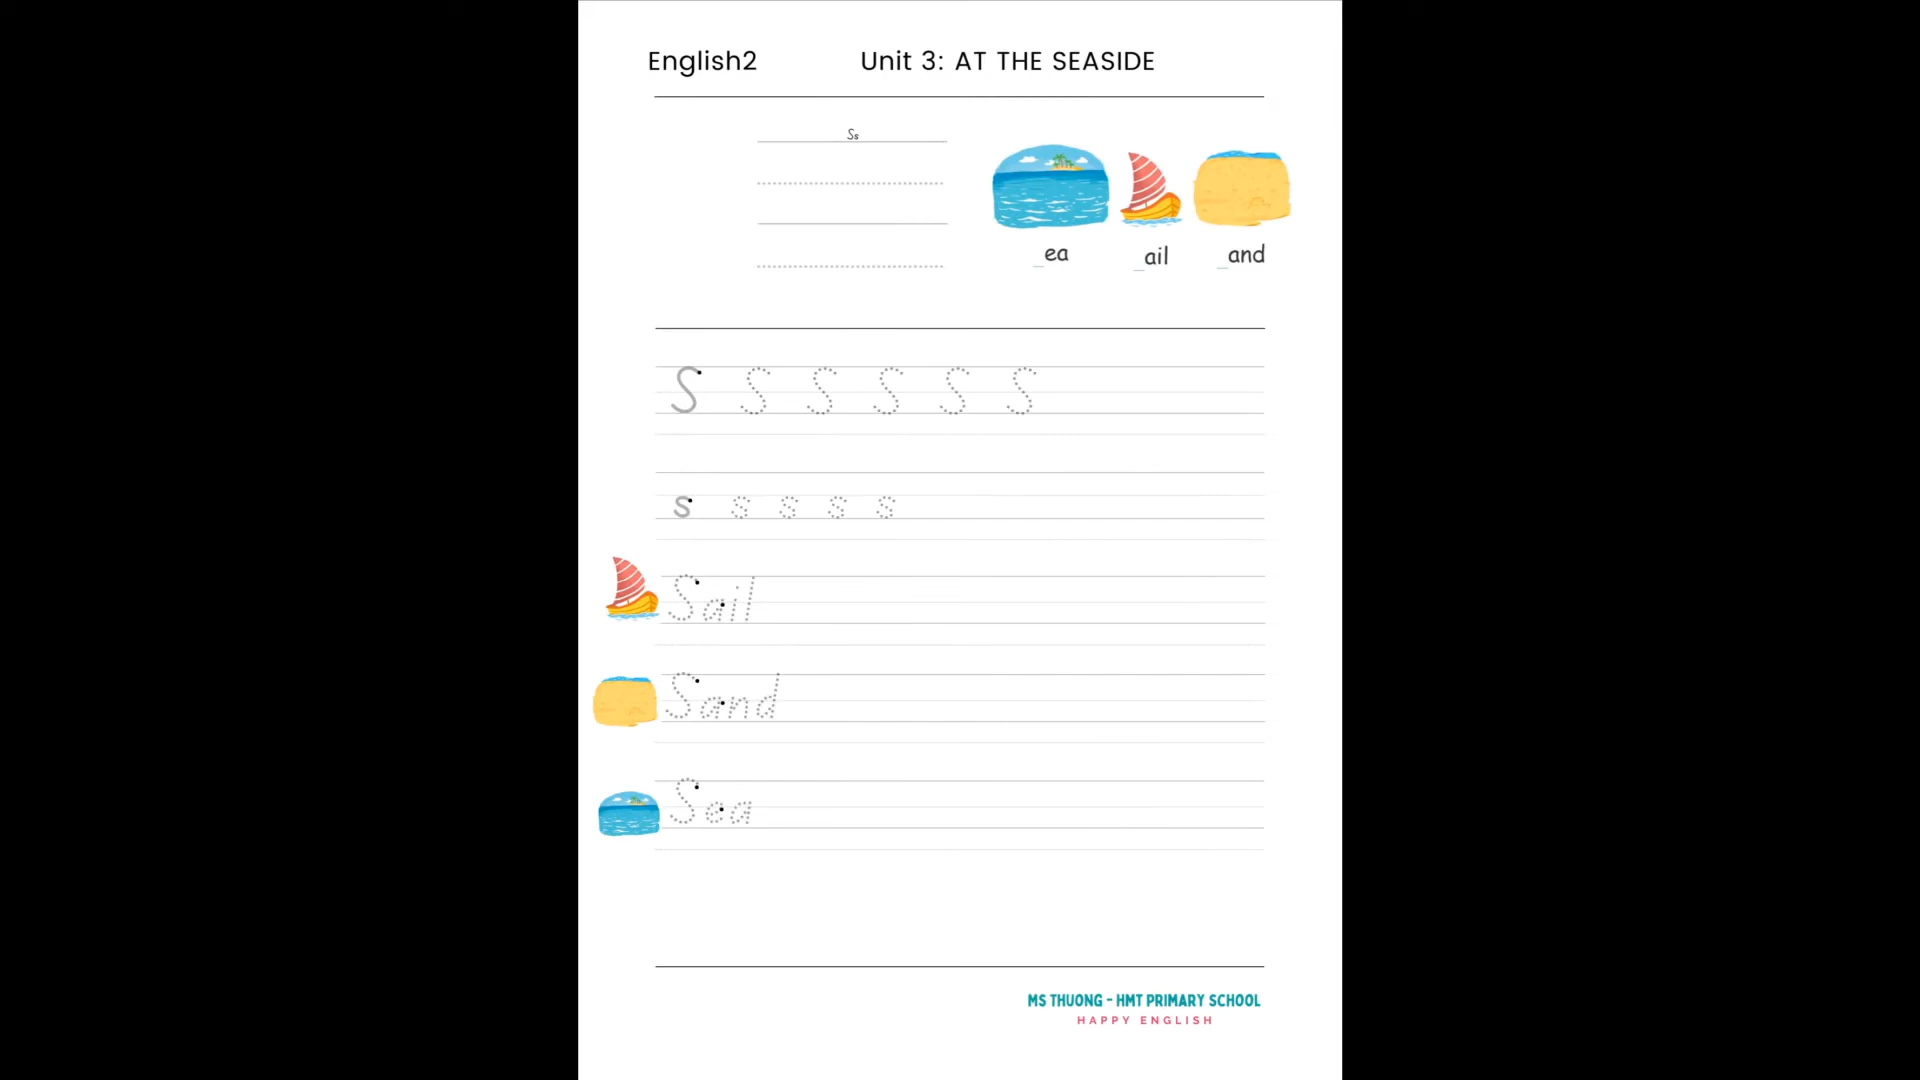 English2 Unit 3: AT THE SEASIDE
Ss
_ea _ail _and
S S S S S S
s s s s s
Sail
Sand
Sea
MS THUONG - HMT PRIMARY SCHOOL
HAPPY ENGLISH